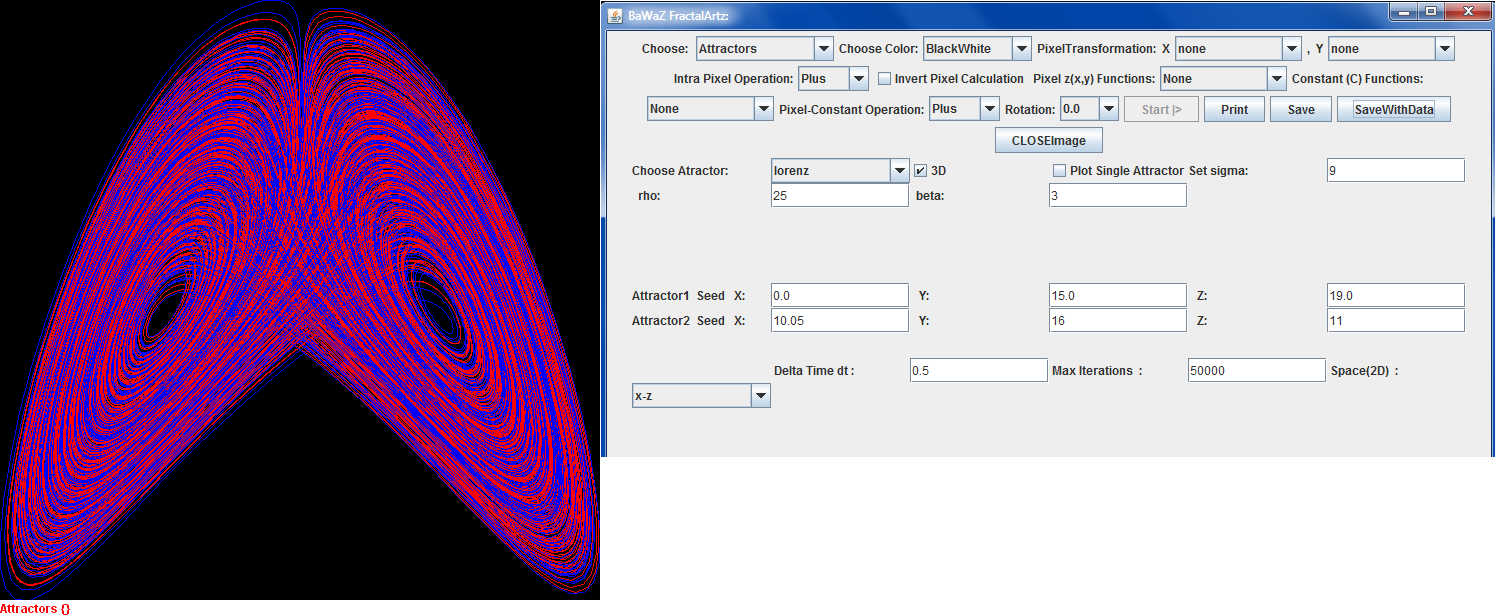 BaWaZ FractalArtz:
Choose: Attractors Choose Color: BlackWhite PixelTransformation: X none , Y none
Intra Pixel Operation: Plus Invert Pixel Calculation Pixel z(x,y) Functions: None Constant (C) Functions:
None Pixel-Constant Operation: Plus Rotation: 0.0 Start |> Print Save SaveWithData
CLOSEImage
Choose Atractor: lorenz 3D Plot Single Attractor Set sigma: 9
rho: 25 beta: 3
Attractor1 Seed X: 0.0 Y: 15.0 Z: 19.0
Attractor2 Seed X: 10.05 Y: 16 Z: 11
Delta Time dt : 0.5 Max Iterations : 50000 Space(2D) :
x-z
Attractors {}